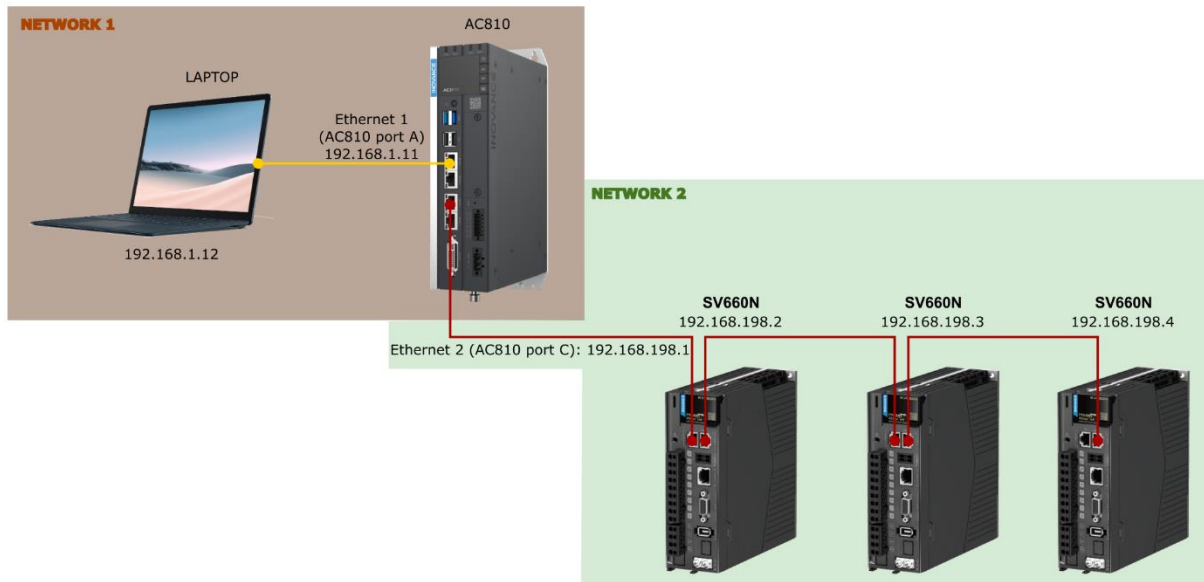 NETWORK 1
AC810
LAPTOP
Ethernet 1
(AC810 port A)
192.168.1.11
INOVANCE
192.168.1.12
NETWORK 2
SV660N
192.168.198.2
SV660N
192.168.198.3
SV660N
192.168.198.4
Ethernet 2 (AC810 port C): 192.168.198.1